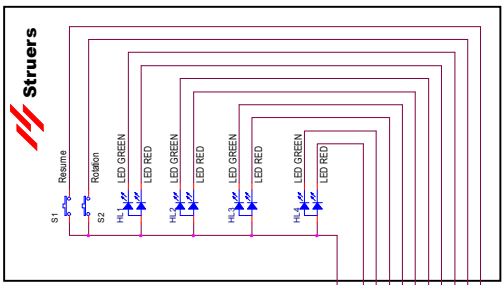 Struers
Resume
Rotation
LED GREEN
LED RED
LED GREEN
LED RED
LED GREEN
LED RED
LED GREEN
LED RED
S1
S2
HL1
HL2
HL3
HL4